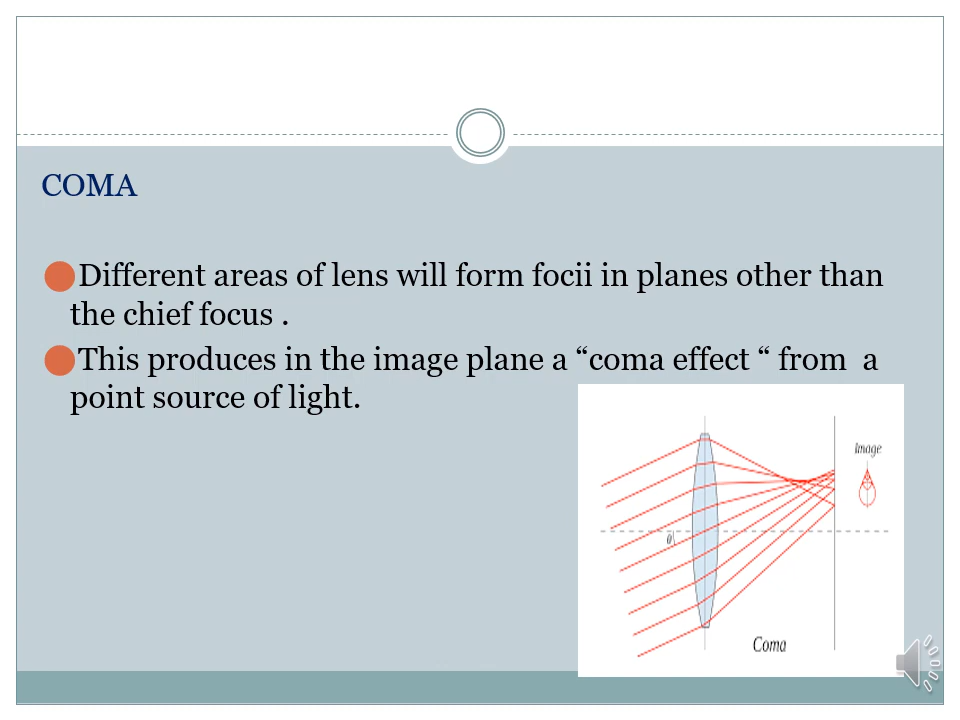 COMA
Different areas of lens will form focii in planes other than
the chief focus .
This produces in the image plane a “coma effect “ from  a
point source of light.
Image
α
Coma